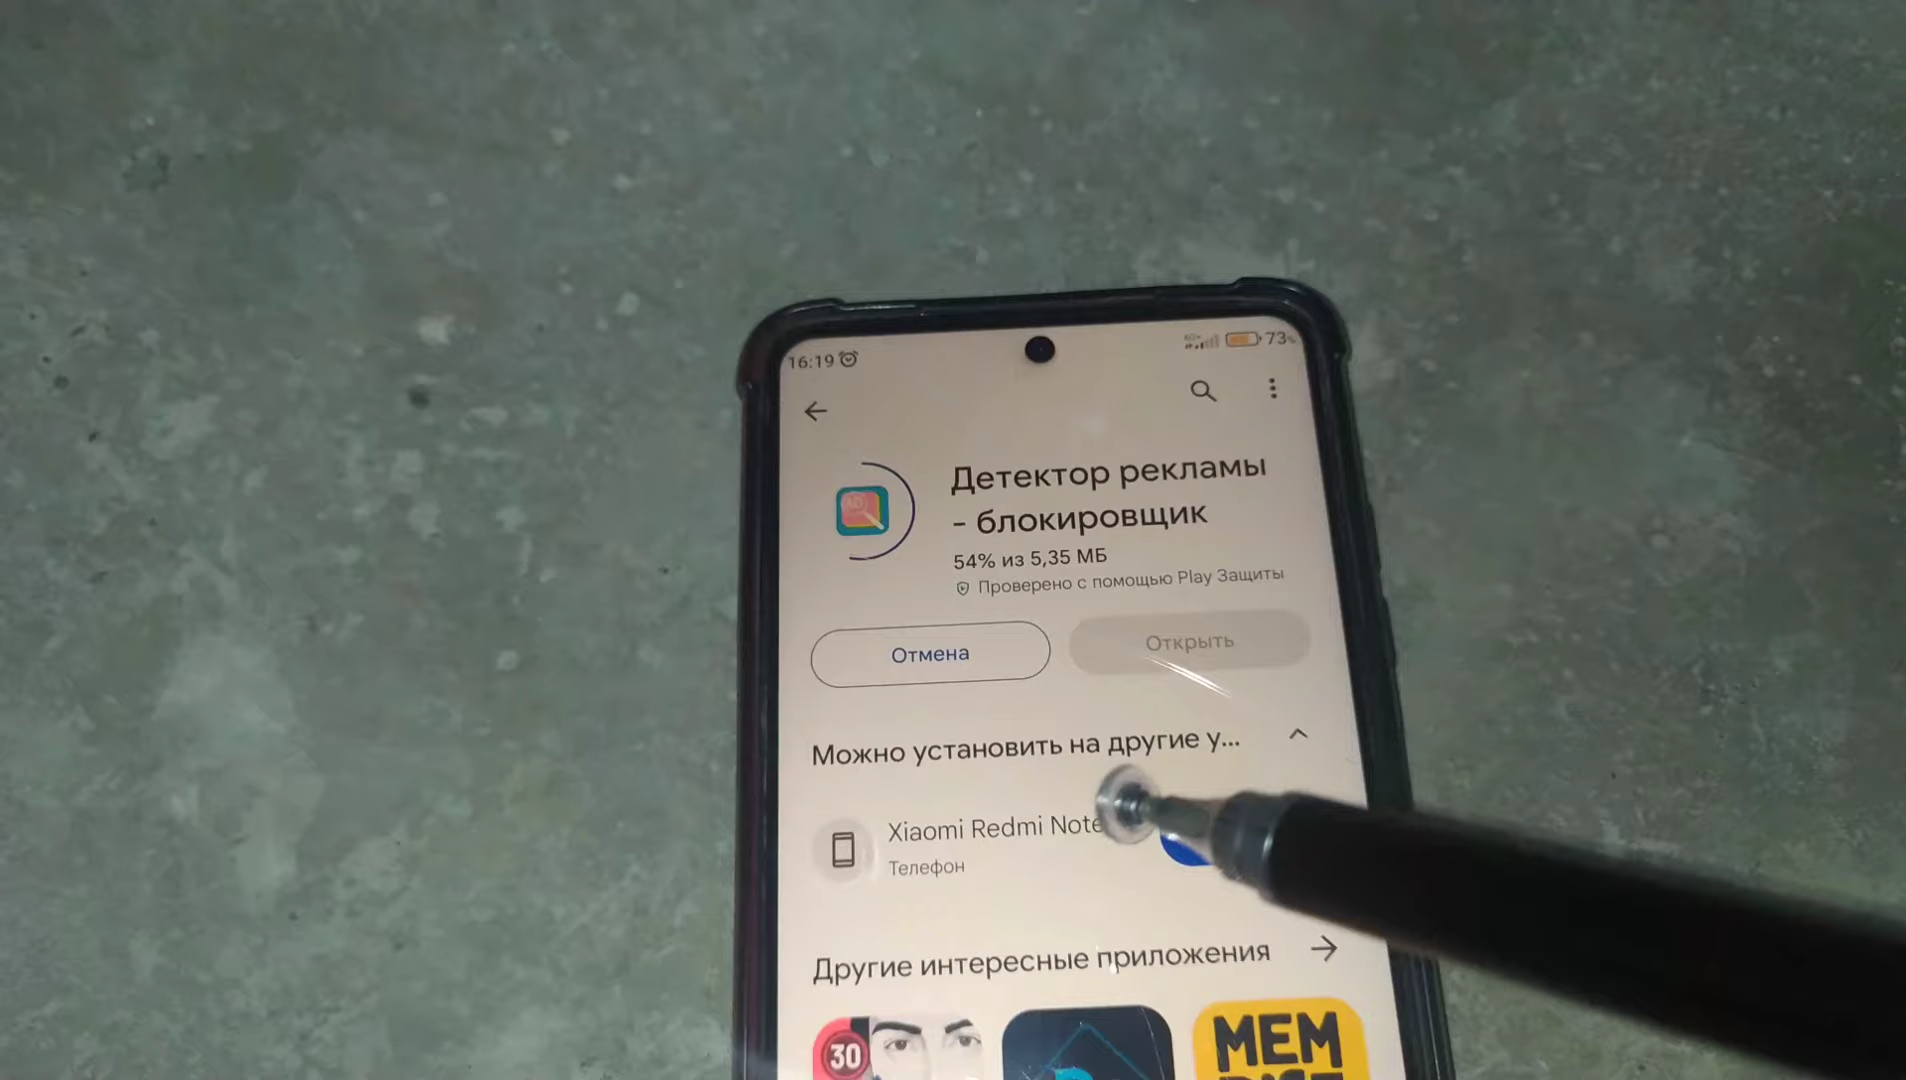 16:19
73%
Детектор рекламы
- блокировщик
54% из 5,35 МБ
Проверено с помощью Play Защиты
Отмена
Открыть
Можно установить на другие у...
Xiaomi Redmi Note
Телефон
Другие интересные приложения
30
MEM